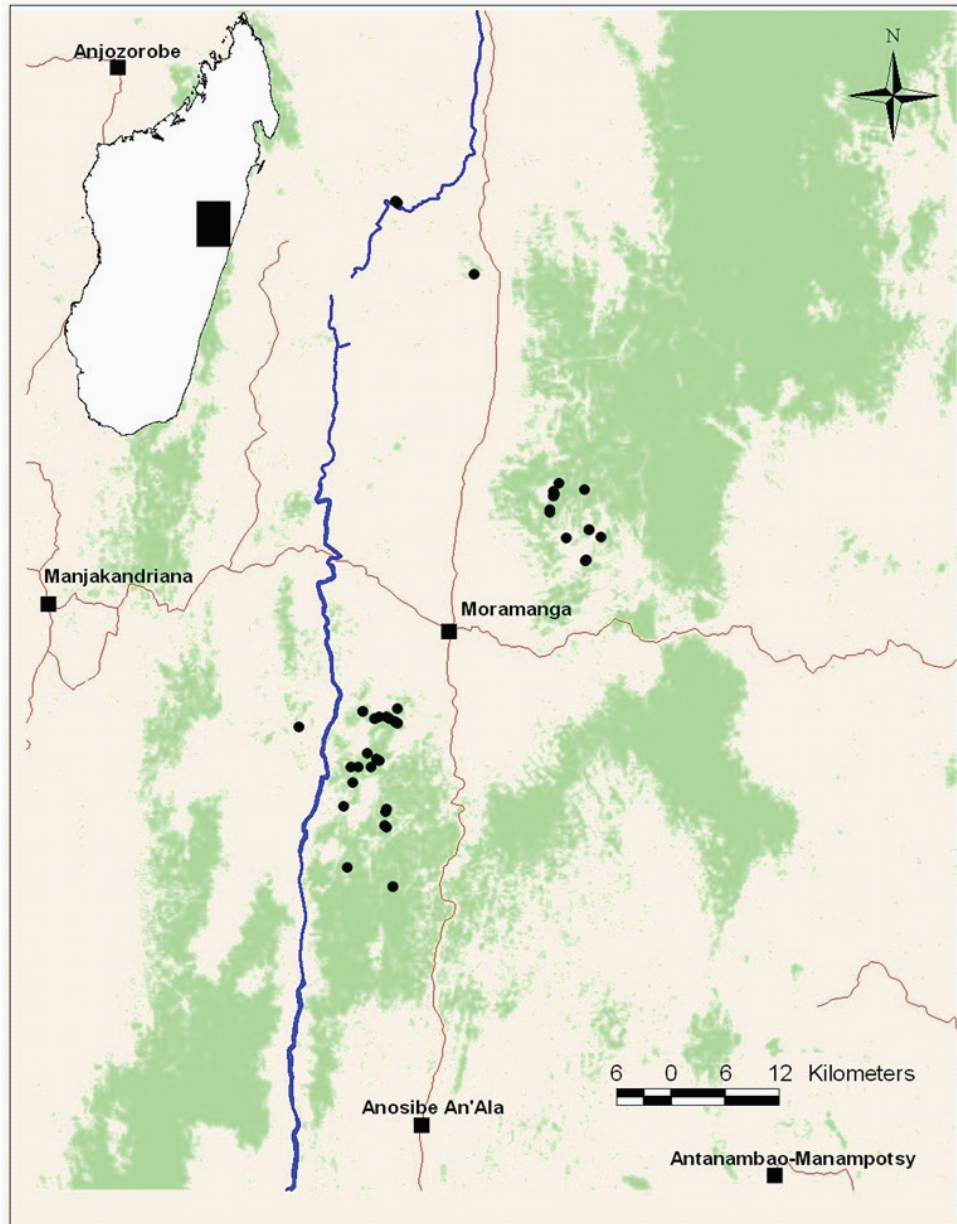 Anjozorobe
N
Manjakandriana
Moramanga
6 0 6 12 Kilometers
Anosibe An'Ala
Antanambao-Manampotsy